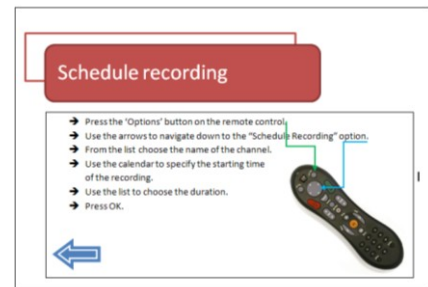 Schedule recording
➔ Press the 'Options' button on the remote control.
➔ Use the arrows to navigate down to the "Schedule Recording" option.
➔ From the list choose the name of the channel.
➔ Use the calendar to specify the starting time
of the recording.
➔ Use the list to choose the duration.
➔ Press OK.